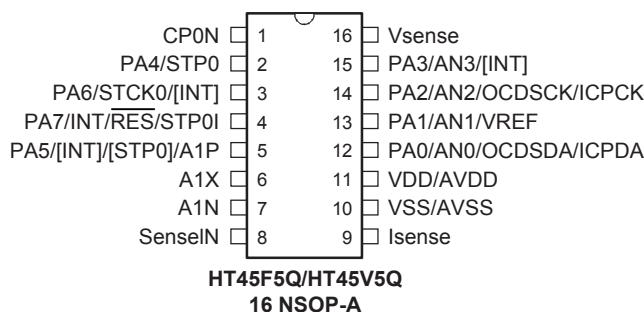 CP0N 1 16 Vsense
PA4/STP0 2 15 PA3/AN3/[INT]
PA6/STCK0/[INT] 3 14 PA2/AN2/OCDSCK/ICPCK
PA7/INT/RES/STP0I 4 13 PA1/AN1/VREF
PA5/[INT]/[STP0]/A1P 5 12 PA0/AN0/OCDSDA/ICPDA
A1X 6 11 VDD/AVDD
A1N 7 10 VSS/AVSS
SenseIN 8 9 Isense
HT45F5Q/HT45V5Q
16 NSOP-A